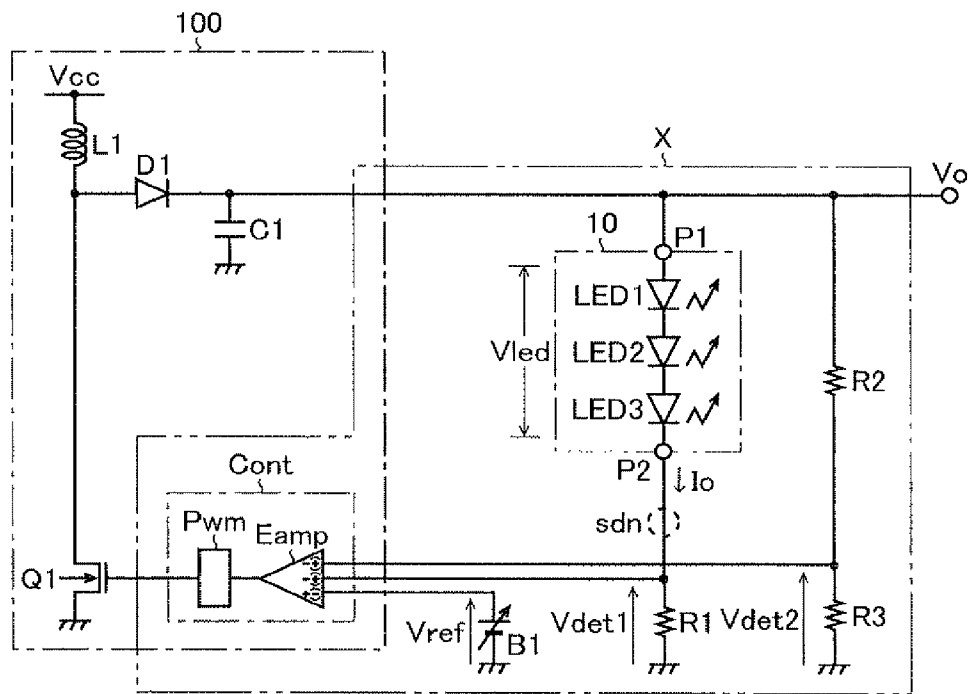 100
Vcc
L1
D1
C1
X
Vo
10
P1
LED1
LED2
LED3
Vled
P2
Io
R2
sdn
Cont
Pwm
Eamp
Q1
Vref
B1
Vdet1
R1
Vdet2
R3